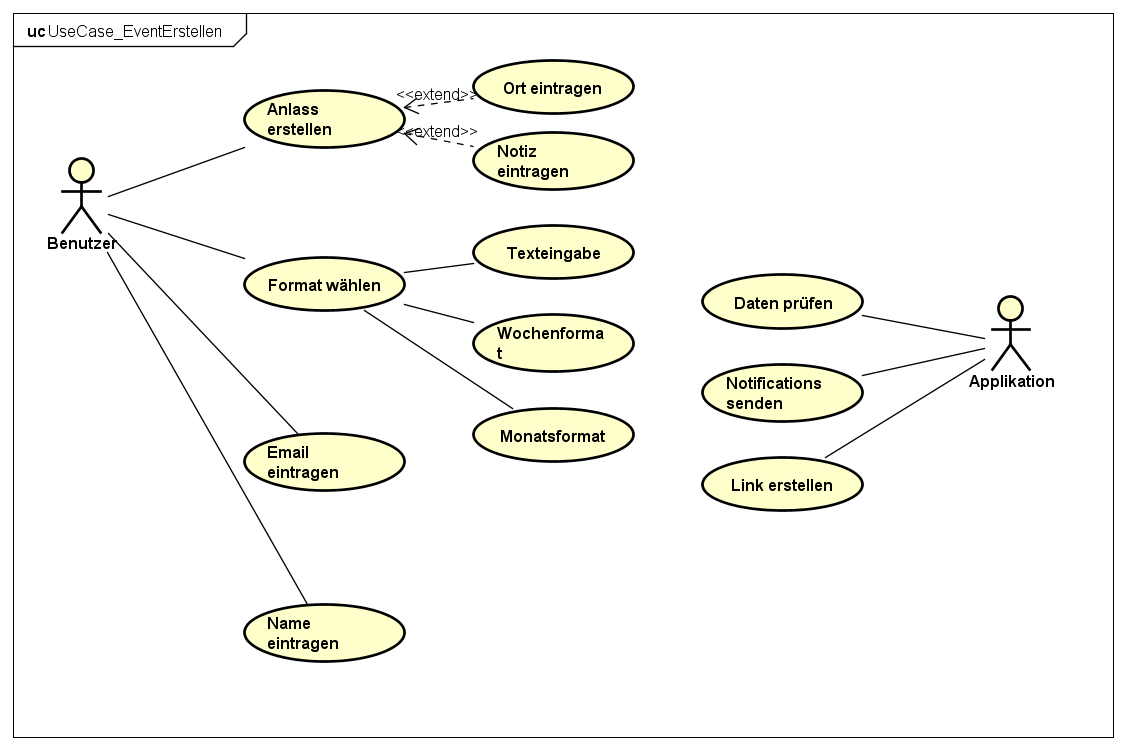 uc UseCase_EventErstellen
Anlass
erstellen
<<extend>>
Ort eintragen
<<extend>>
Notiz
eintragen
Benutzer
Format wählen
Texteingabe
Wochenforma
t
Monatsformat
Daten prüfen
Notifications
senden
Applikation
Link erstellen
Email
eintragen
Name
eintragen